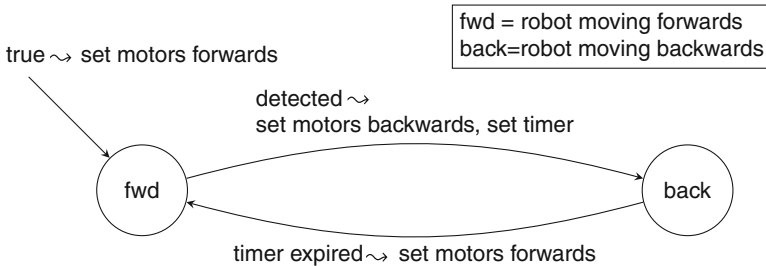 fwd = robot moving forwards
back=robot moving backwards
true ⤳ set motors forwards
detected ⤳
set motors backwards, set timer
fwd
back
timer expired ⤳ set motors forwards